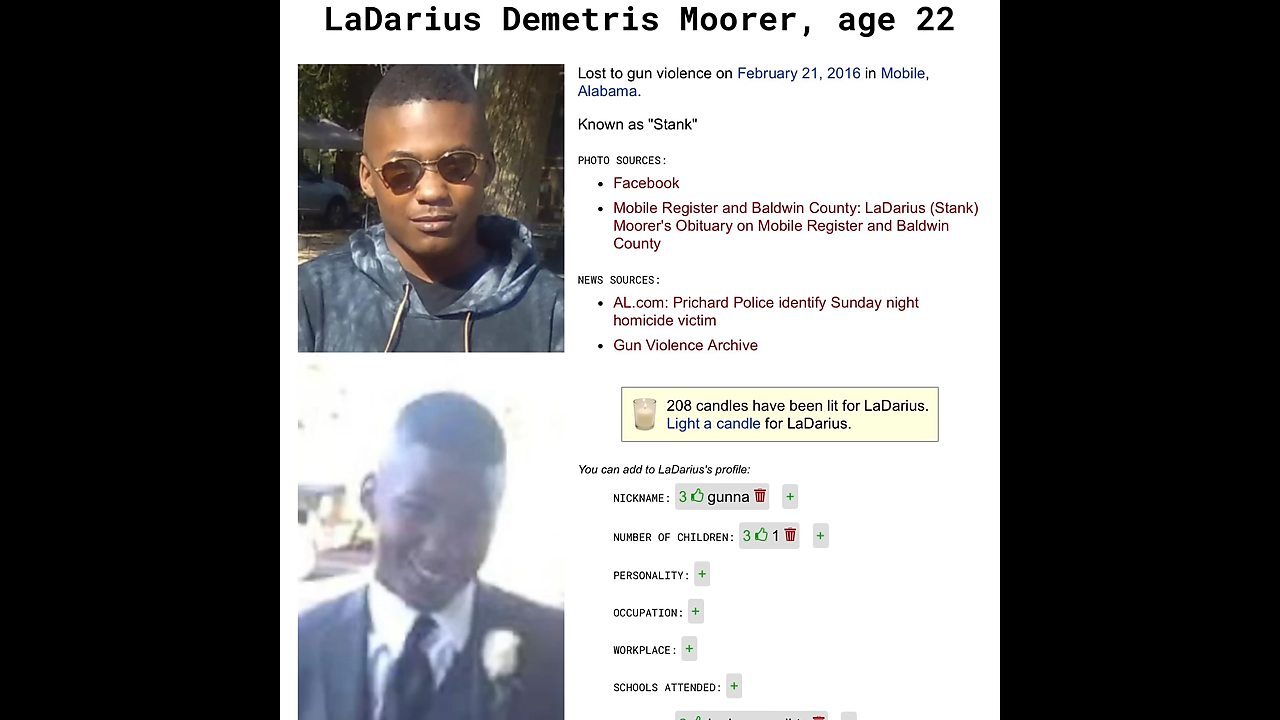 LaDarius Demetris Moorer, age 22
Lost to gun violence on February 21, 2016 in Mobile,
Alabama.
Known as "Stank"
PHOTO SOURCES:
• Facebook
• Mobile Register and Baldwin County: LaDarius (Stank)
Moorer's Obituary on Mobile Register and Baldwin
County
NEWS SOURCES:
• AL.com: Prichard Police identify Sunday night
homicide victim
• Gun Violence Archive
208 candles have been lit for LaDarius.
Light a candle for LaDarius.
You can add to LaDarius's profile:
NICKNAME: 3 gunna +
NUMBER OF CHILDREN: 3 1 +
PERSONALITY: +
OCCUPATION: +
WORKPLACE: +
SCHOOLS ATTENDED: +